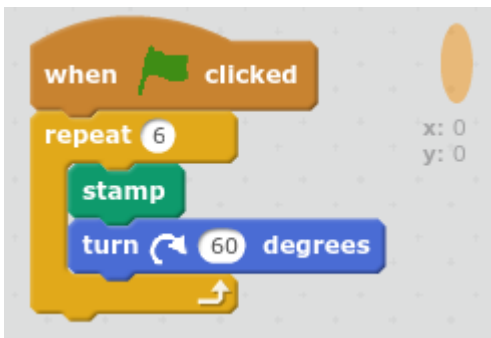 when clicked
repeat 6
x: 0
y: 0
stamp
turn 60 degrees